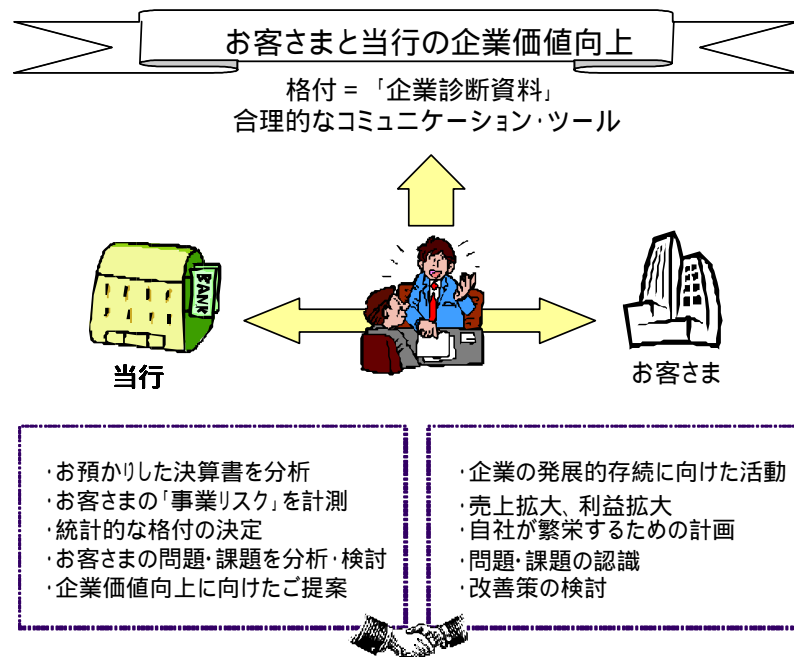 お客さまと当行の企業価値向上
格付=「企業診断資料」
合理的なコミュニケーション・ツール
BANK
当行
お客さま
・お預かりした決算書を分析
・お客さまの「事業リスク」を計測
・統計的な格付の決定
・お客さまの問題・課題を分析・検討
・企業価値向上に向けたご提案
・企業の発展的存続に向けた活動
・売上拡大、利益拡大
・自社が繁栄するための計画
・問題・課題の認識
・改善策の検討